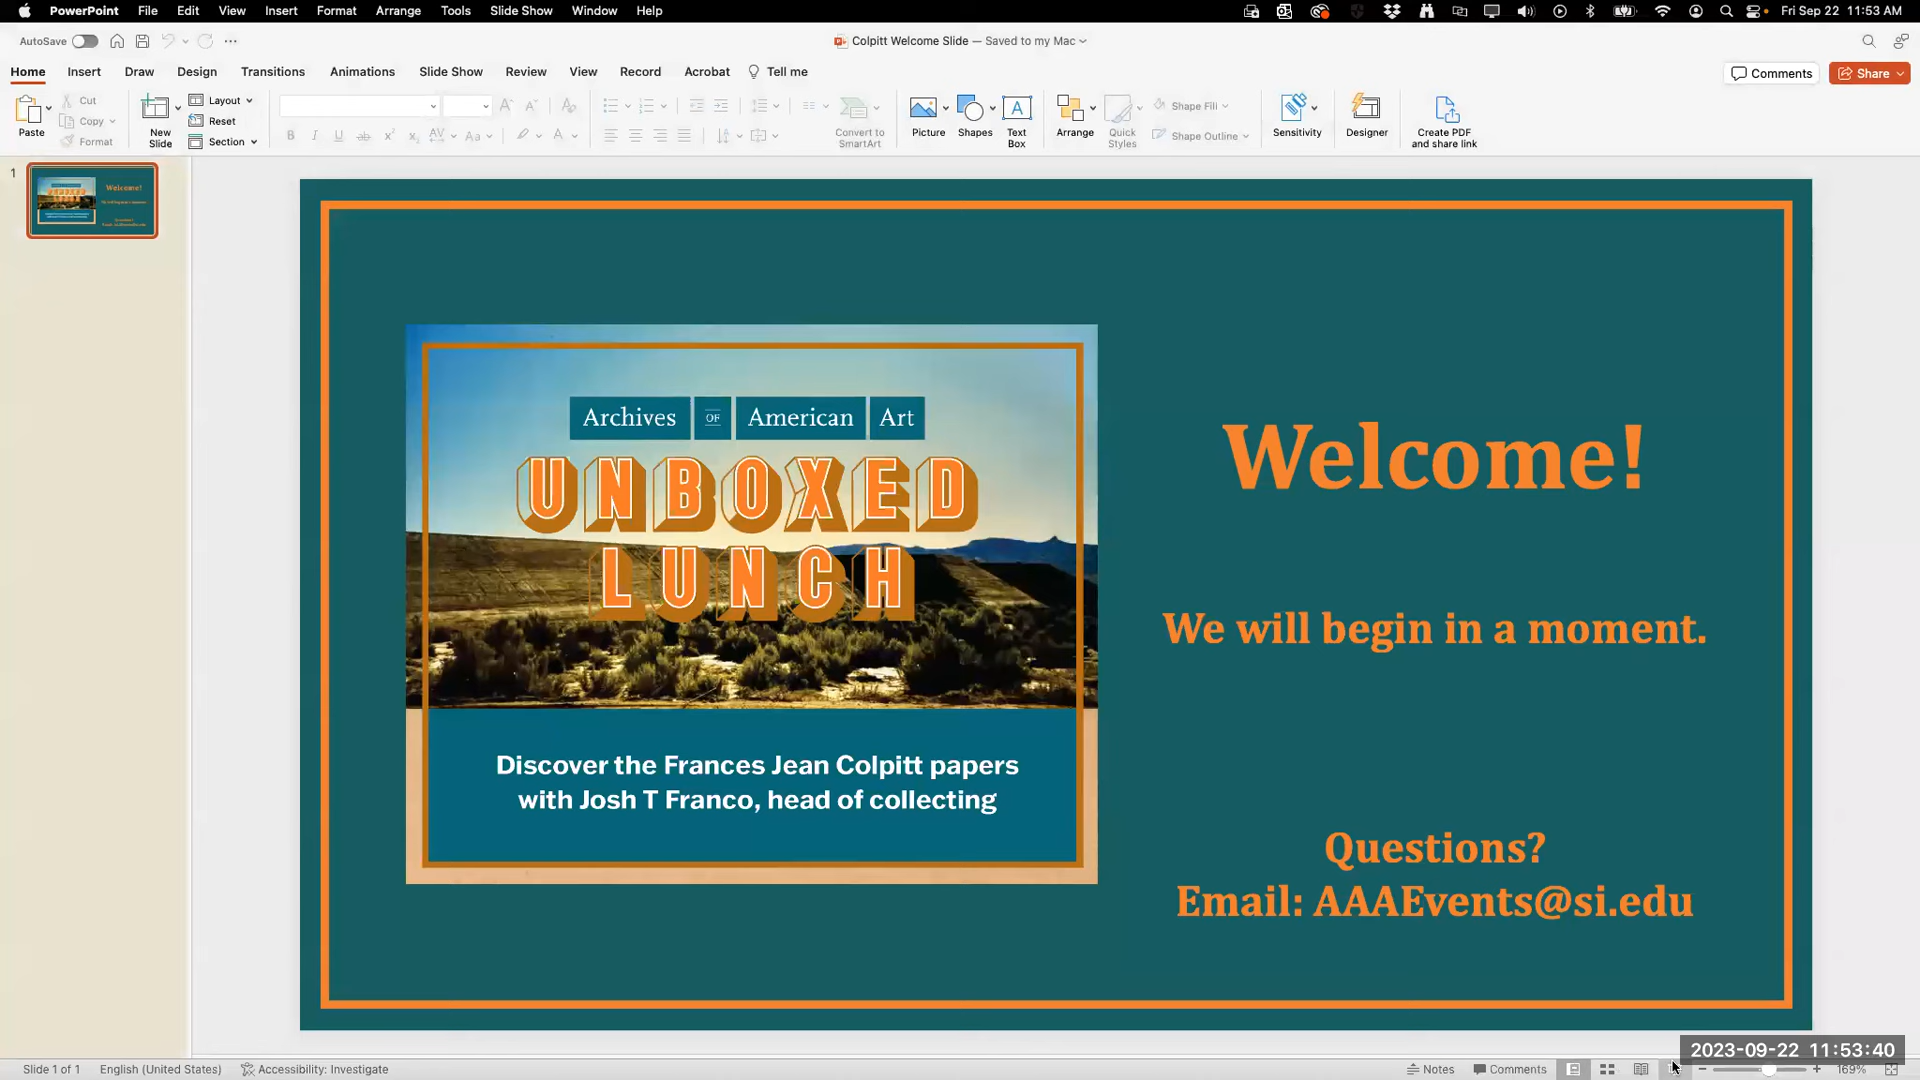 PowerPoint File Edit View Insert Format Arrange Tools Slide Show Window Help Fri Sep 22 11:53 AM
AutoSave Colpitt Welcome Slide — Saved to my Mac
Home Insert Draw Design Transitions Animations Slide Show Review View Record Acrobat Tell me Comments Share
Paste Cut Copy Format New Slide Layout Reset Section Convert to SmartArt Picture Shapes Text Box Arrange Quick Styles Shape Fill Shape Outline Sensitivity Designer Create PDF and share link
1
Archives OF American Art
UNBOXED
LUNCH
Discover the Frances Jean Colpitt papers
with Josh T Franco, head of collecting
Welcome!
We will begin in a moment.
Questions?
Email: AAAEvents@si.edu
2023-09-22 11:53:40
Slide 1 of 1 English (United States) Accessibility: Investigate Notes Comments 169%